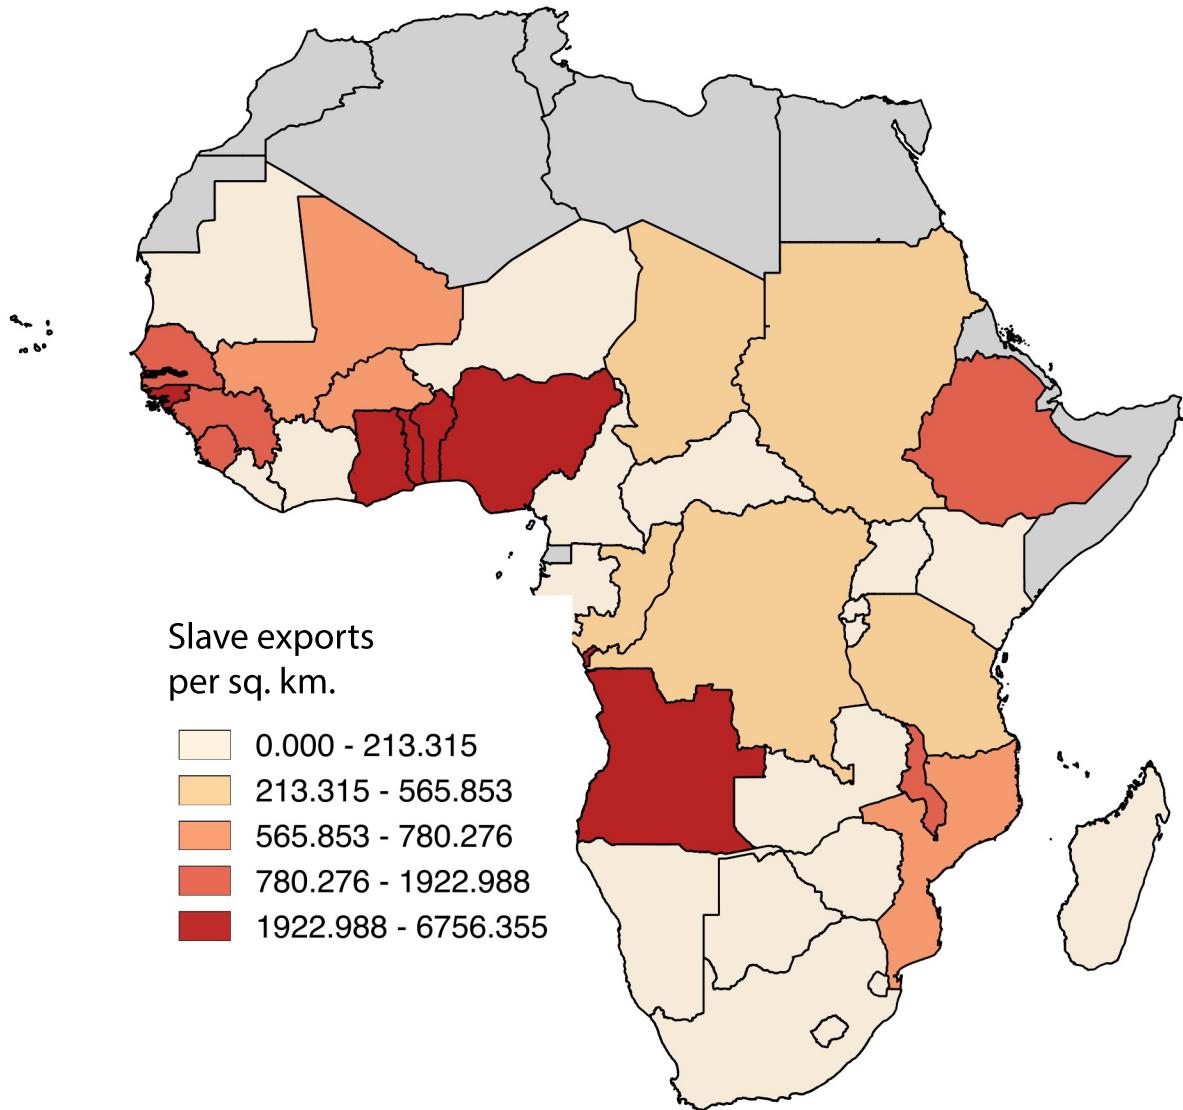 Slave exports
per sq. km.
0.000 - 213.315
213.315 - 565.853
565.853 - 780.276
780.276 - 1922.988
1922.988 - 6756.355